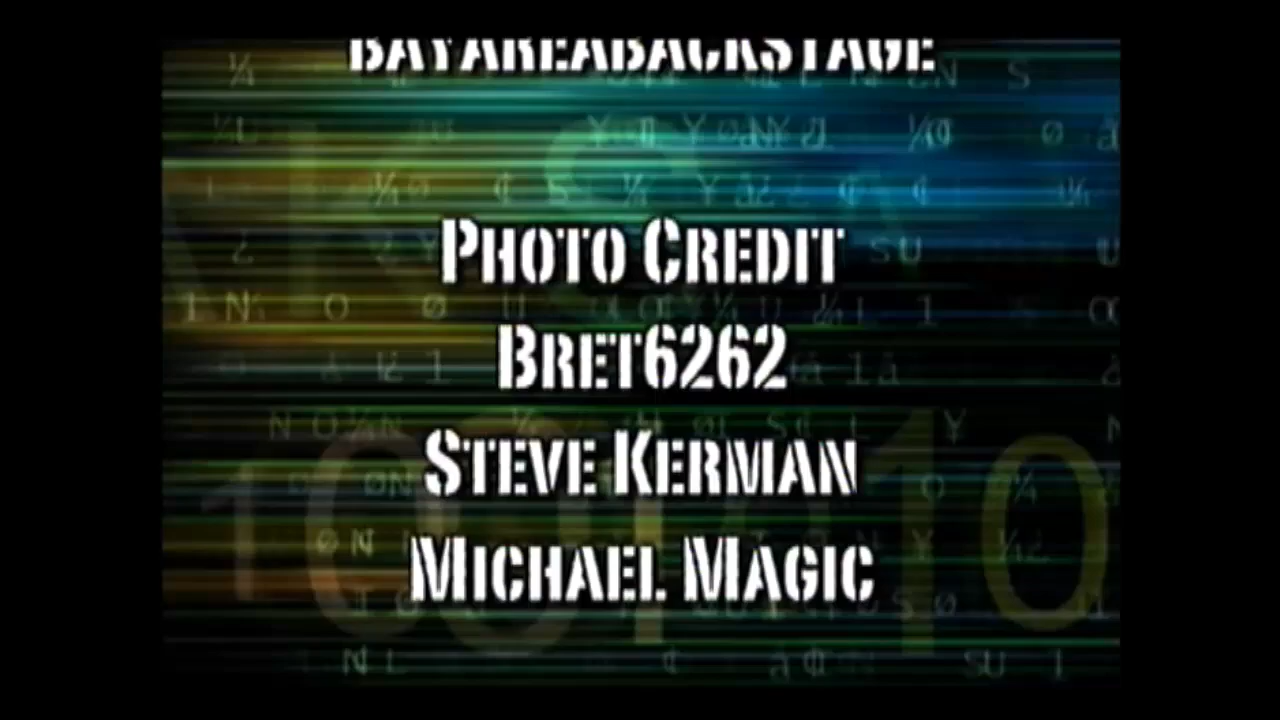 BAYAREABACKSTAGE
PHOTO CREDIT
BRET6262
STEVE KERMAN
MICHAEL MAGIC